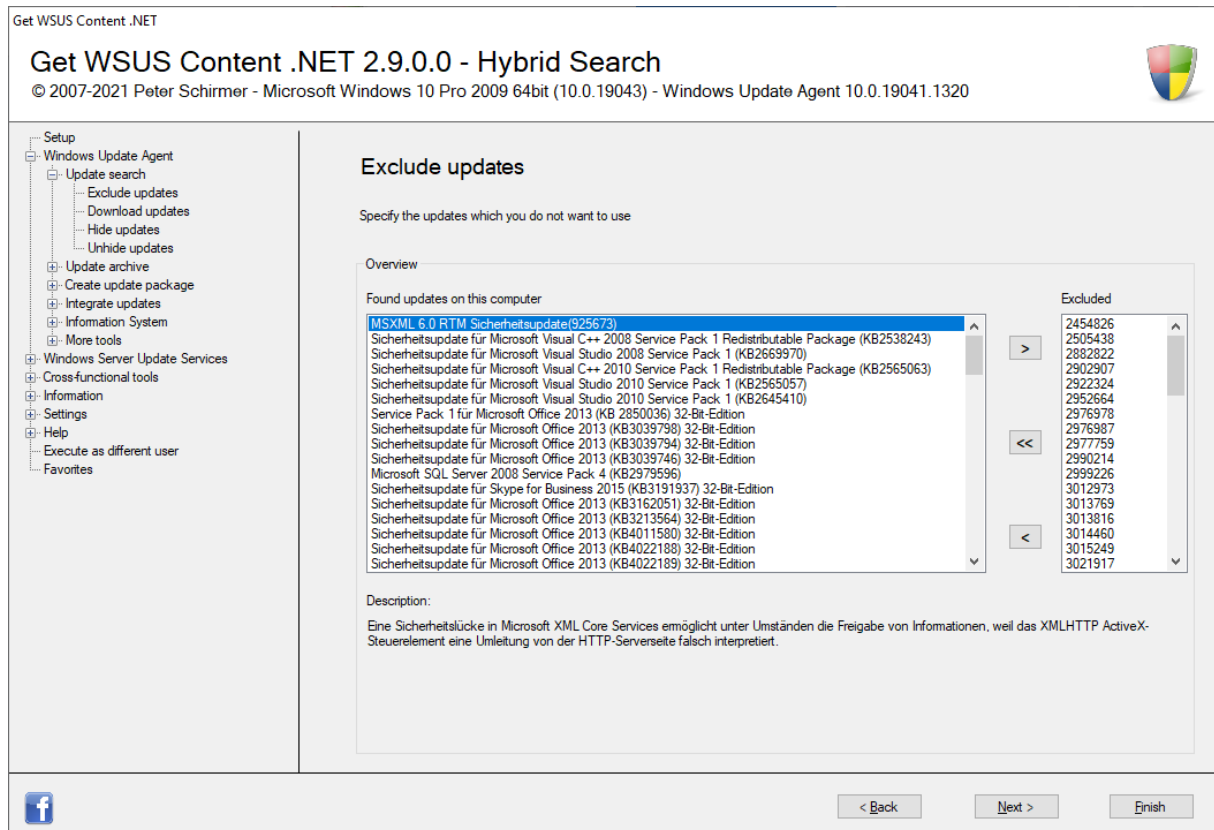 Get WSUS Content .NET
Get WSUS Content .NET 2.9.0.0 - Hybrid Search
© 2007-2021 Peter Schirmer - Microsoft Windows 10 Pro 2009 64bit (10.0.19043) - Windows Update Agent 10.0.19041.1320
Setup
Windows Update Agent
Update search
Exclude updates
Download updates
Hide updates
Unhide updates
Update archive
Create update package
Integrate updates
Information System
More tools
Windows Server Update Services
Cross-functional tools
Information
Settings
Help
Execute as different user
Favorites
Exclude updates
Specify the updates which you do not want to use
Overview
Found updates on this computer
MSXML 6.0 RTM Sicherheitsupdate(925673)
Sicherheitsupdate für Microsoft Visual C++ 2008 Service Pack 1 Redistributable Package (KB2538243)
Sicherheitsupdate für Microsoft Visual Studio 2008 Service Pack 1 (KB2669970)
Sicherheitsupdate für Microsoft Visual C++ 2010 Service Pack 1 Redistributable Package (KB2565063)
Sicherheitsupdate für Microsoft Visual Studio 2010 Service Pack 1 (KB2565057)
Sicherheitsupdate für Microsoft Visual Studio 2010 Service Pack 1 (KB2645410)
Service Pack 1 für Microsoft Office 2013 (KB 2850036) 32-Bit-Edition
Sicherheitsupdate für Microsoft Office 2013 (KB3039798) 32-Bit-Edition
Sicherheitsupdate für Microsoft Office 2013 (KB3039794) 32-Bit-Edition
Sicherheitsupdate für Microsoft Office 2013 (KB3039746) 32-Bit-Edition
Microsoft SQL Server 2008 Service Pack 4 (KB2979596)
Sicherheitsupdate für Skype for Business 2015 (KB3191937) 32-Bit-Edition
Sicherheitsupdate für Microsoft Office 2013 (KB3162051) 32-Bit-Edition
Sicherheitsupdate für Microsoft Office 2013 (KB3213564) 32-Bit-Edition
Sicherheitsupdate für Microsoft Office 2013 (KB4011580) 32-Bit-Edition
Sicherheitsupdate für Microsoft Office 2013 (KB4022188) 32-Bit-Edition
Sicherheitsupdate für Microsoft Office 2013 (KB4022189) 32-Bit-Edition
>
<<
<
Excluded
2454826
2505438
2882822
2902907
2922324
2952664
2976978
2976987
2977759
2990214
2999226
3012973
3013769
3013816
3014460
3015249
3021917
Description:
Eine Sicherheitslücke in Microsoft XML Core Services ermöglicht unter Umständen die Freigabe von Informationen, weil das XMLHTTP ActiveX-
Steuerelement eine Umleitung von der HTTP-Serverseite falsch interpretiert.
f
< Back
Next >
Finish